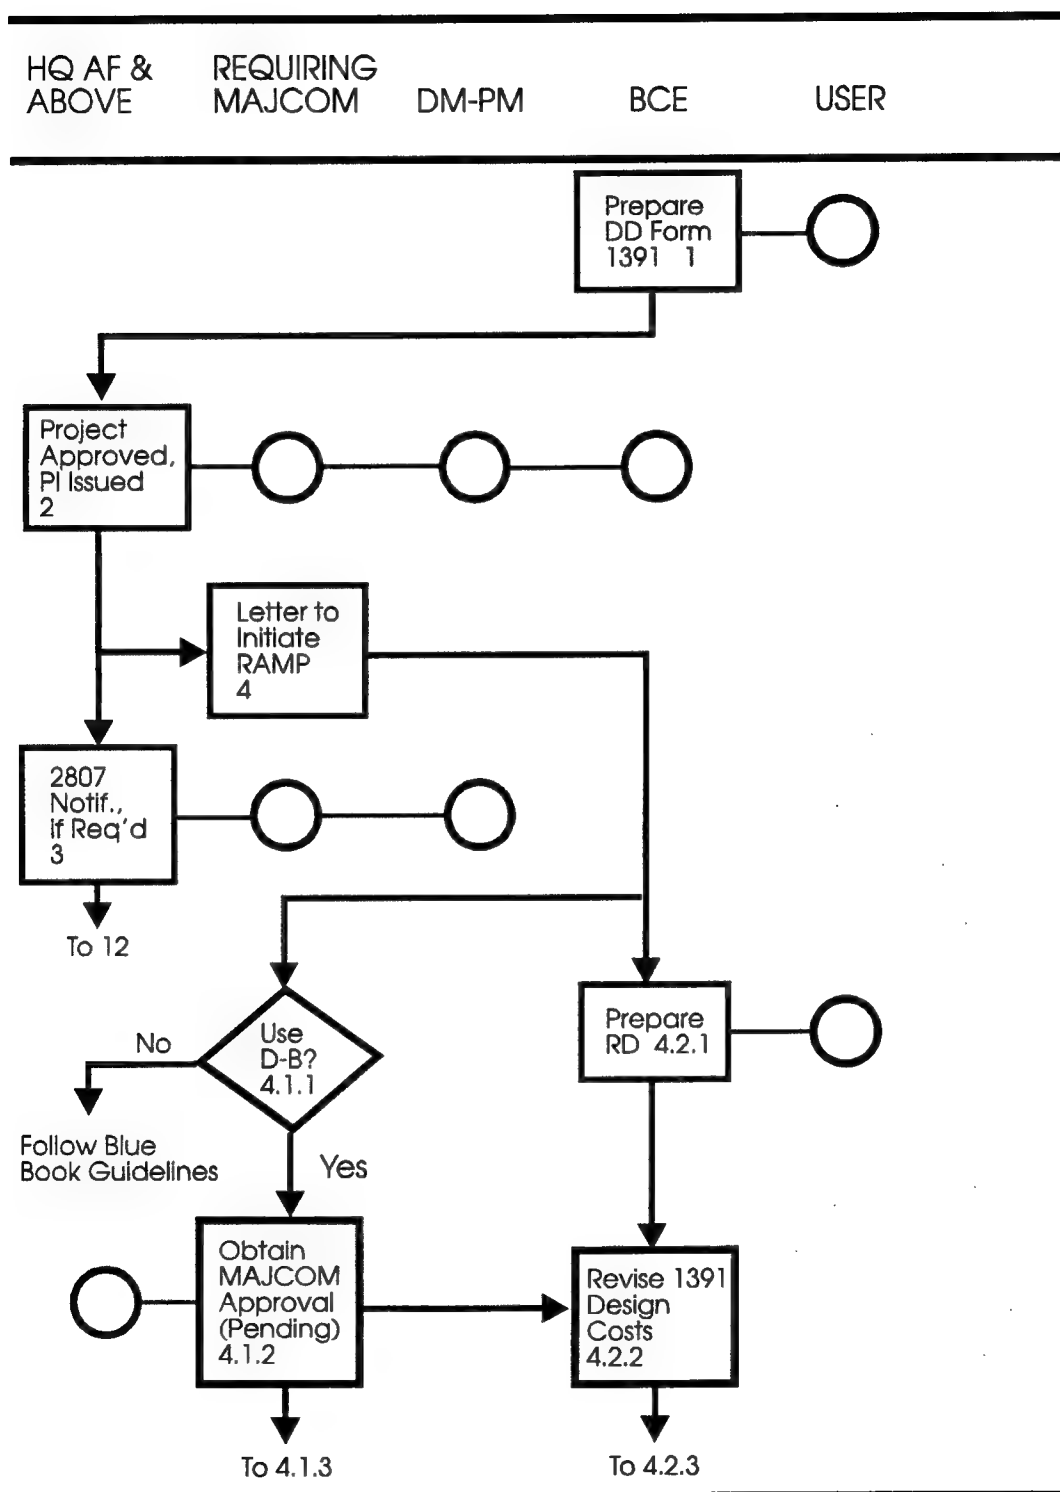 HQ AF &
ABOVE
REQUIRING
MAJCOM
DM-PM
BCE
USER
Prepare
DD Form
1391 1
Project
Approved,
PI Issued
2
Letter to
Initiate
RAMP
4
2807
Notif.,
If Req'd
3
To 12
Use
D-B?
4.1.1
No
Follow Blue
Book Guidelines
Yes
Prepare
RD 4.2.1
Obtain
MAJCOM
Approval
(Pending)
4.1.2
Revise 1391
Design
Costs
4.2.2
To 4.1.3
To 4.2.3